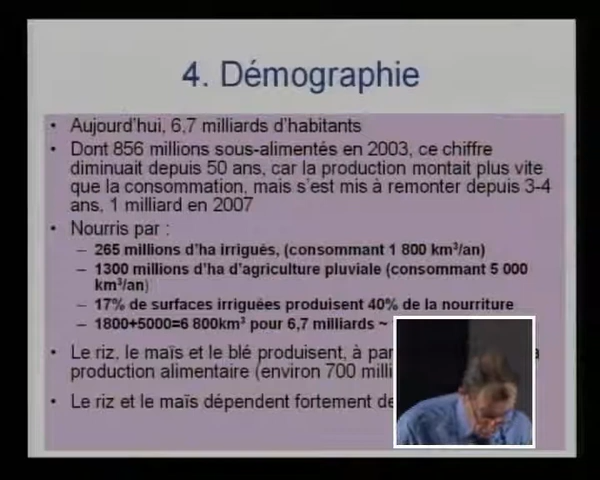 4. Démographie
• Aujourd'hui, 6,7 milliards d'habitants
• Dont 856 millions sous-alimentés en 2003, ce chiffre
diminuait depuis 50 ans, car la production montait plus vite
que la consommation, mais s'est mis à remonter depuis 3-4
ans, 1 milliard en 2007
• Nourris par :
– 265 millions d'ha irrigués, (consommant 1 800 km³/an)
– 1300 millions d'ha d'agriculture pluviale (consommant 5 000
km³/an)
– 17% de surfaces irriguées produisent 40% de la nourriture
– 1800+5000=6 800km³ pour 6,7 milliards ~
• Le riz, le maïs et le blé produisent, à
production alimentaire (environ 700
• Le riz et le maïs dépendent fortement